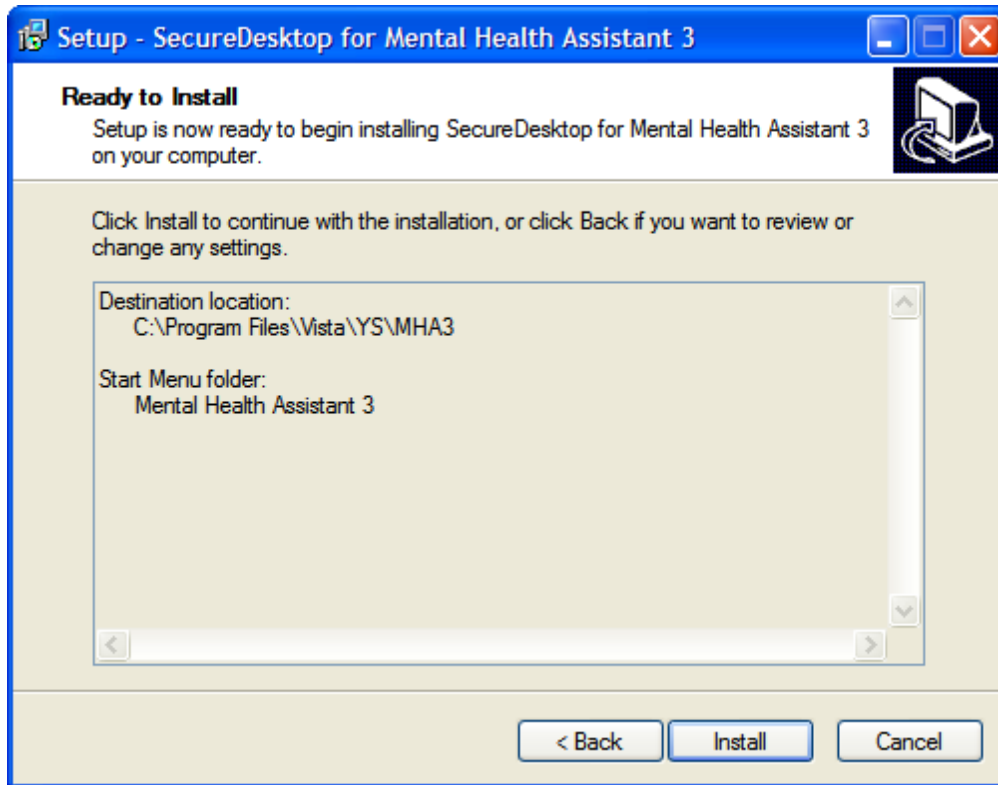 Setup - SecureDesktop for Mental Health Assistant 3
Ready to Install
Setup is now ready to begin installing SecureDesktop for Mental Health Assistant 3
on your computer.
Click Install to continue with the installation, or click Back if you want to review or
change any settings.
Destination location:
C:\Program Files\Vista\YS\MHA3
Start Menu folder:
Mental Health Assistant 3
< Back Install Cancel